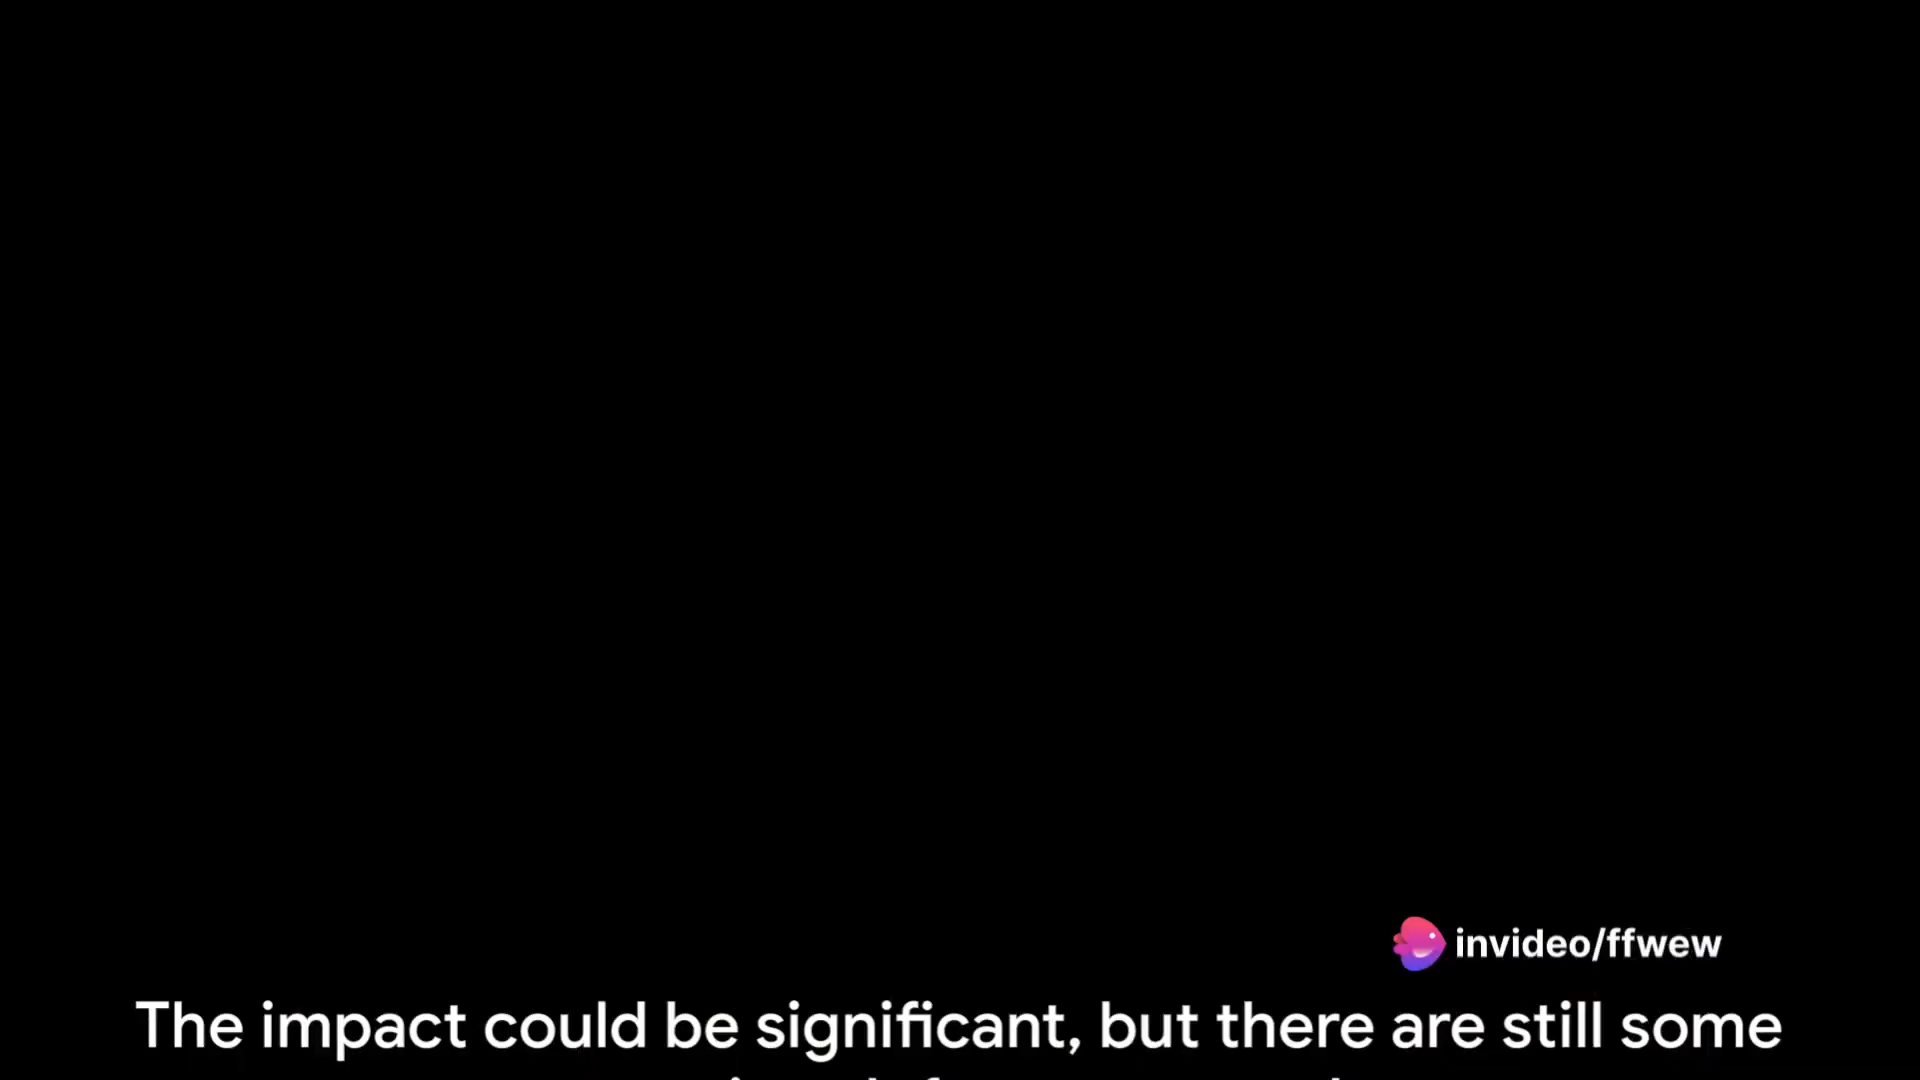 invideo/ffwew
The impact could be significant, but there are still some